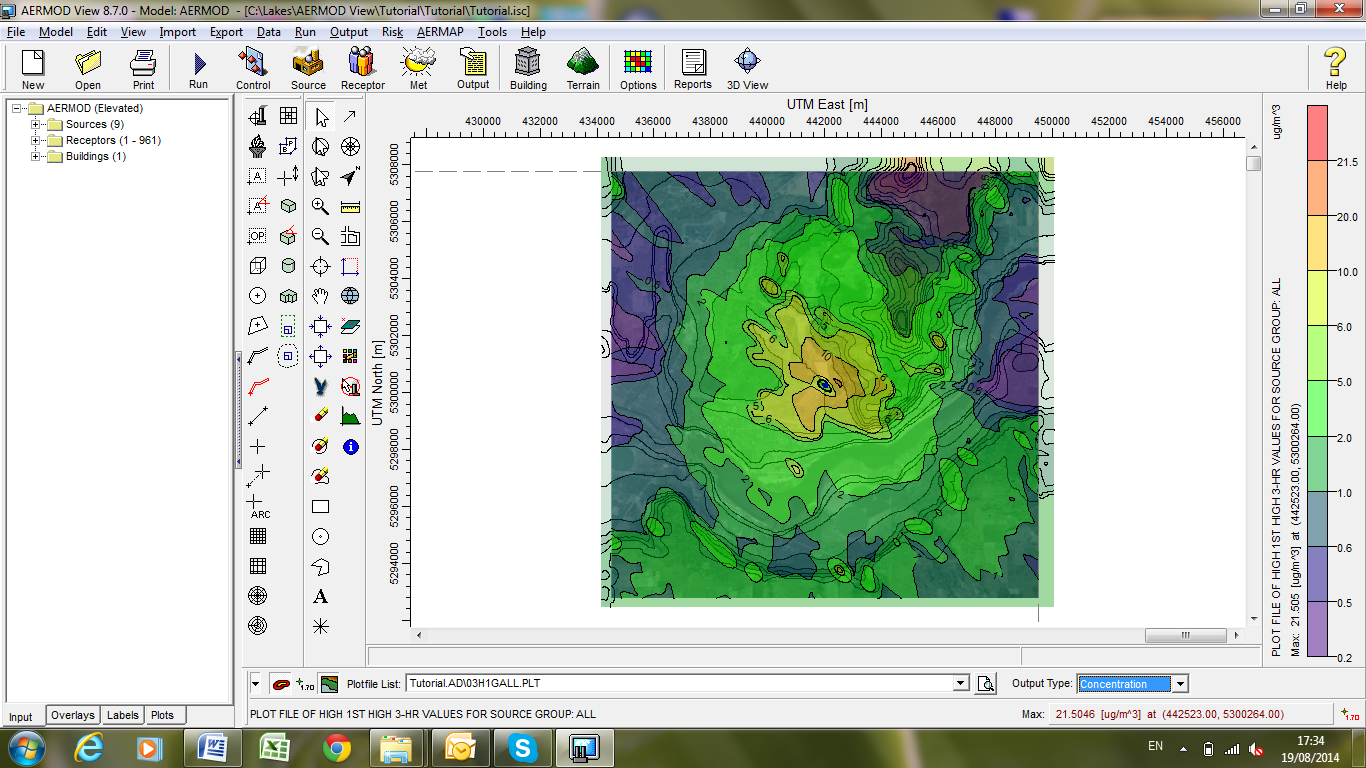 AERMOD View 8.7.0 - Model: AERMOD - [C:\Lakes\AERMOD View\Tutorial\Tutorial\Tutorial.isc]
File Model Edit View Import Export Data Run Output Risk AERMAP Tools Help
New Open Print Run Control Source Receptor Met Output Building Terrain Options Reports 3D View Help
AERMOD (Elevated)
Sources (9)
Receptors (1 - 961)
Buildings (1)
A
A
OP
ARC
A
UTM East [m]
430000 432000 434000 436000 438000 440000 442000 444000 446000 448000 450000 452000 454000 456000
UTM North [m]
5308000
5306000
5304000
5302000
5300000
5298000
5296000
5294000
ug/m^3
21.5
20.0
10.0
6.0
5.0
2.0
1.0
0.6
0.5
0.2
PLOT FILE OF HIGH 1ST HIGH 3-HR VALUES FOR SOURCE GROUP: ALL
Max: 21.505 [ug/m^3] at (442523.00, 5300264.00)
1.70 Plotfile List: Tutorial.AD\03H1GALL.PLT Output Type: Concentration
Input Overlays Labels Plots
PLOT FILE OF HIGH 1ST HIGH 3-HR VALUES FOR SOURCE GROUP: ALL Max: 21.5046 [ug/m^3] at (442523.00, 5300264.00) 1.70
EN 17:34
19/08/2014